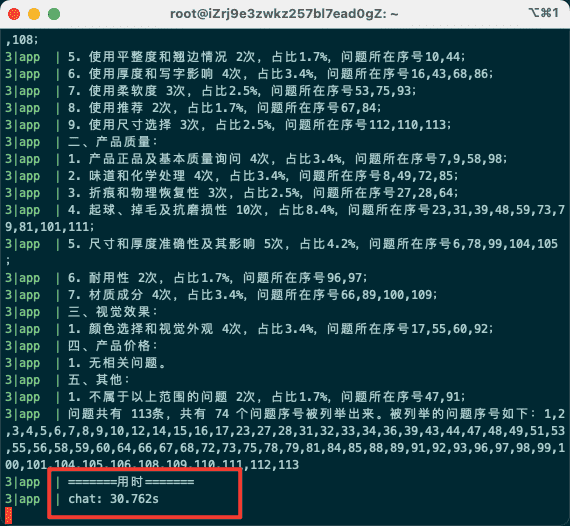 root@iZrj9e3zwkz257bl7ead0gZ: ~
⌥⌘1
,108;
3|app  | 5. 使用平整度和翘边情况 2次，占比1.7%，问题所在序号10,44;
3|app  | 6. 使用厚度和写字影响 4次，占比3.4%，问题所在序号16,43,68,86;
3|app  | 7. 使用柔软度 3次，占比2.5%，问题所在序号53,75,93;
3|app  | 8. 使用推荐 2次，占比1.7%，问题所在序号67,84;
3|app  | 9. 使用尺寸选择 3次，占比2.5%，问题所在序号112,110,113;
3|app  | 二、产品质量：
3|app  | 1. 产品正品及基本质量询问 4次，占比3.4%，问题所在序号7,9,58,98;
3|app  | 2. 味道和化学处理 4次，占比3.4%，问题所在序号8,49,72,85;
3|app  | 3. 折痕和物理恢复性 3次，占比2.5%，问题所在序号27,28,64;
3|app  | 4. 起球、掉毛及抗磨损性 10次，占比8.4%，问题所在序号23,31,39,48,59,73,7
9,81,101,111;
3|app  | 5. 尺寸和厚度准确性及其影响 5次，占比4.2%，问题所在序号6,78,99,104,105
;
3|app  | 6. 耐用性 2次，占比1.7%，问题所在序号96,97;
3|app  | 7. 材质成分 4次，占比3.4%，问题所在序号66,89,100,109;
3|app  | 三、视觉效果：
3|app  | 1. 颜色选择和视觉外观 4次，占比3.4%，问题所在序号17,55,60,92;
3|app  | 四、产品价格：
3|app  | 1. 无相关问题。
3|app  | 五、其他：
3|app  | 1. 不属于以上范围的问题 2次，占比1.7%，问题所在序号47,91;
3|app  | 问题共有 113条，共有 74 个问题序号被列举出来。被列举的问题序号如下：1,2
,3,4,5,6,7,8,9,10,12,14,15,16,17,23,27,28,31,32,33,34,36,39,43,44,47,48,49,51,53
,55,56,58,59,60,64,66,67,68,72,73,75,78,79,81,84,85,88,89,91,92,93,96,97,98,99,1
00,101,104,105,106,108,109,110,111,112,113
3|app  | =======用时=======
3|app  | chat: 30.762s